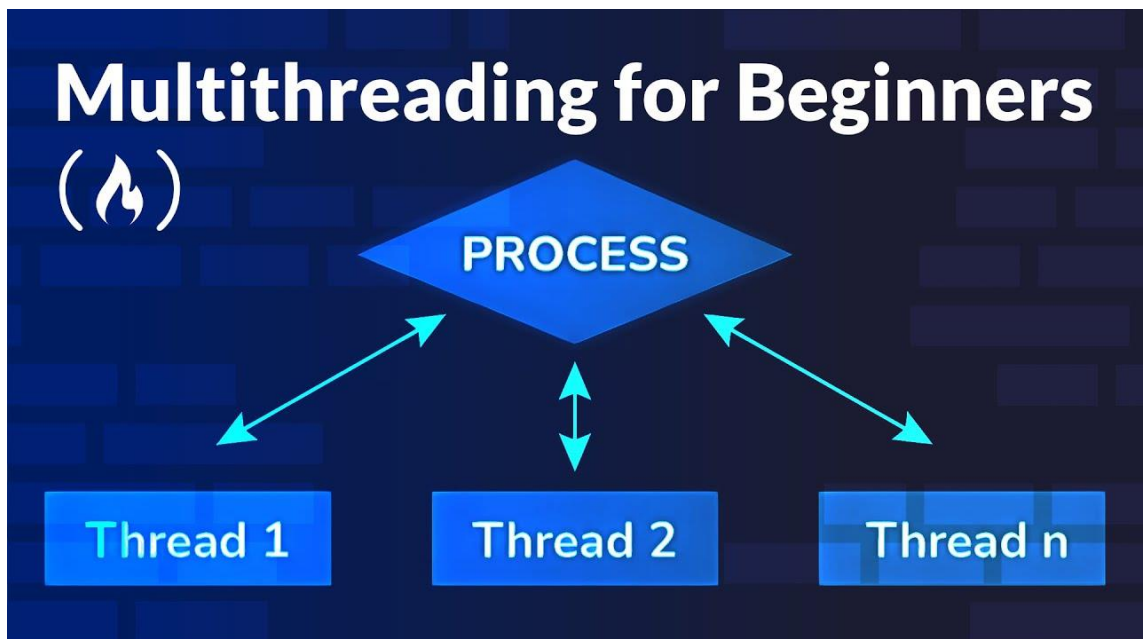 Multithreading for Beginners
PROCESS
Thread 1
Thread 2
Thread n